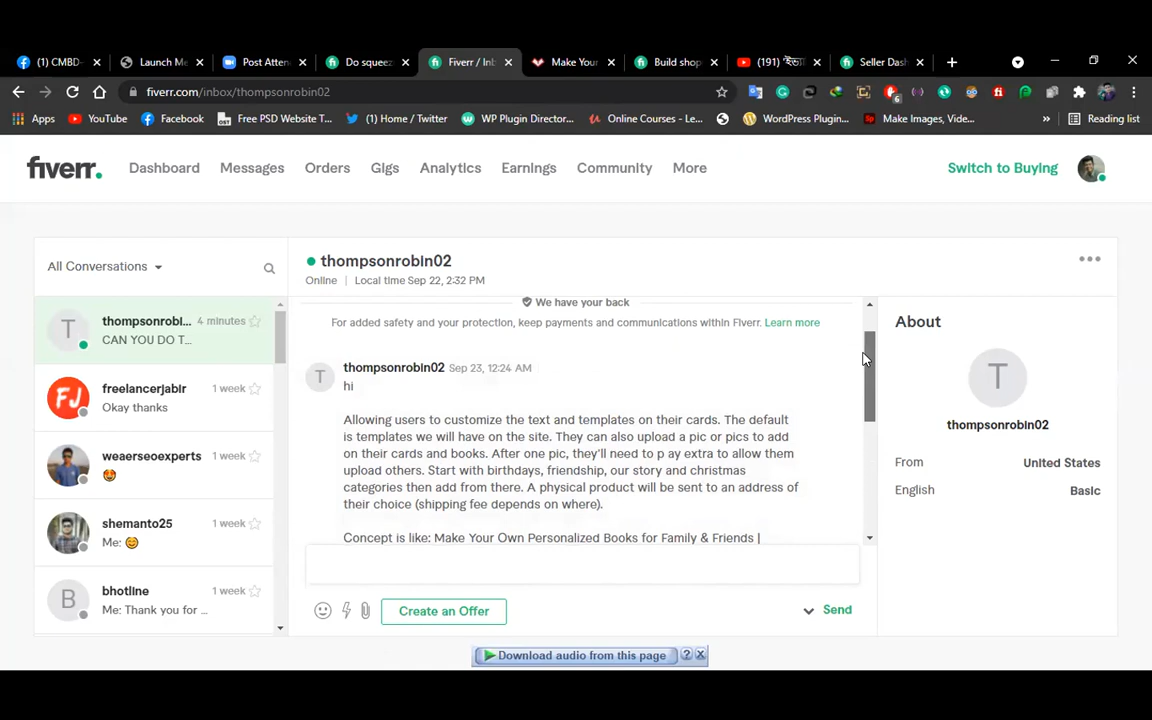 (1) CMBD-
Launch Me
Post Atten
Do squeez
Fiverr / Inb
Make Your
Build shop
(191)
Seller Dash
fiverr.com/inbox/thompsonrobin02
6
Apps
YouTube
Facebook
Free PSD Website T...
(1) Home / Twitter
WP Plugin Director...
Online Courses - Le...
WordPress Plugin...
Make Images, Vide...
»
Reading list
fiverr.
Dashboard
Messages
Orders
Gigs
Analytics
Earnings
Community
More
Switch to Buying
All Conversations
thompsonrobin02
Online | Local time Sep 22, 2:32 PM
T
thompsonrobi...
4 minutes
CAN YOU DO T...
FJ
freelancerjabir
1 week
Okay thanks
weaerseoexperts
1 week
shemanto25
1 week
Me:
B
bhotline
1 week
Me: Thank you for ...
We have your back
For added safety and your protection, keep payments and communications within Fiverr. Learn more
T
thompsonrobin02 Sep 23, 12:24 AM
hi
Allowing users to customize the text and templates on their cards. The default
is templates we will have on the site. They can also upload a pic or pics to add
on their cards and books. After one pic, they'll need to p ay extra to allow them
upload others. Start with birthdays, friendship, our story and christmas
categories then add from there. A physical product will be sent to an address of
their choice (shipping fee depends on where).
Concept is like: Make Your Own Personalized Books for Family & Friends |
Create an Offer
Send
About
T
thompsonrobin02
From
United States
English
Basic
Download audio from this page
?
X